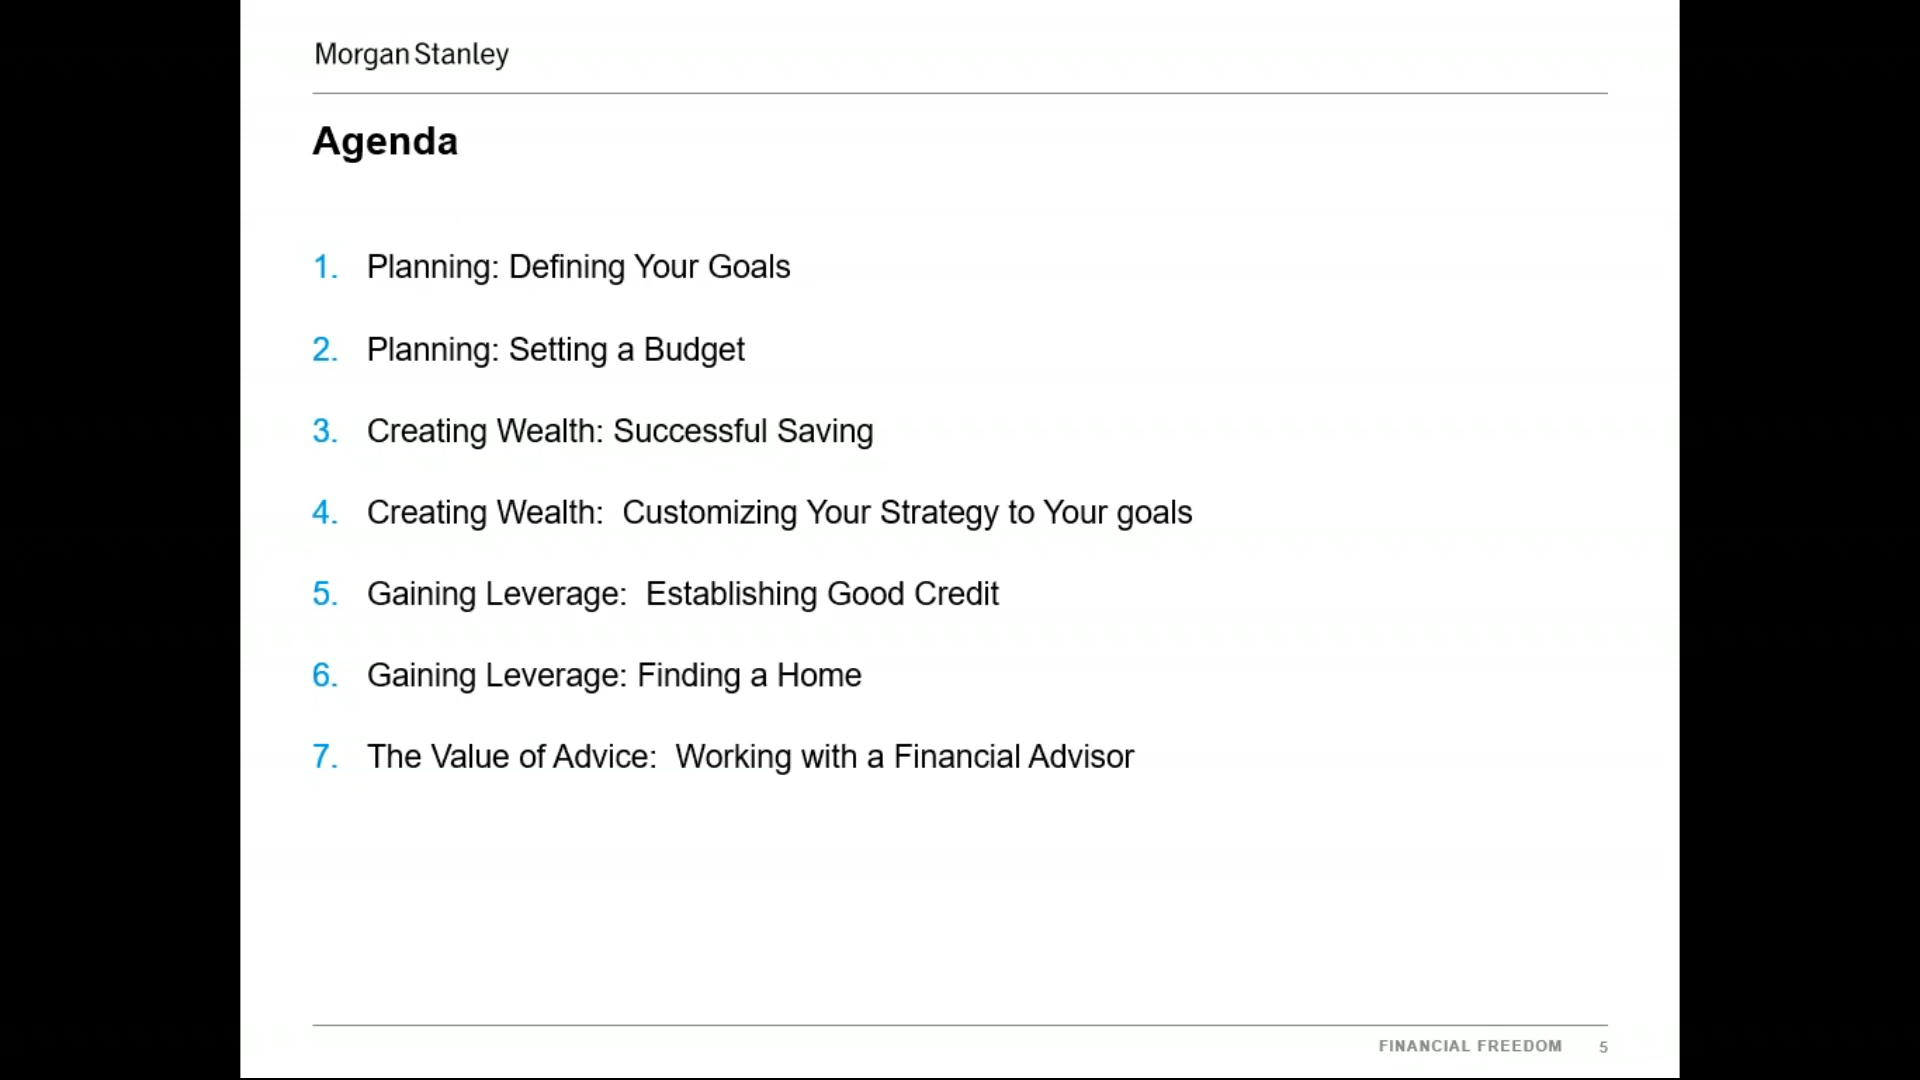 Morgan Stanley
Agenda
1. Planning: Defining Your Goals
2. Planning: Setting a Budget
3. Creating Wealth: Successful Saving
4. Creating Wealth:  Customizing Your Strategy to Your goals
5. Gaining Leverage:  Establishing Good Credit
6. Gaining Leverage: Finding a Home
7. The Value of Advice:  Working with a Financial Advisor
FINANCIAL FREEDOM 5